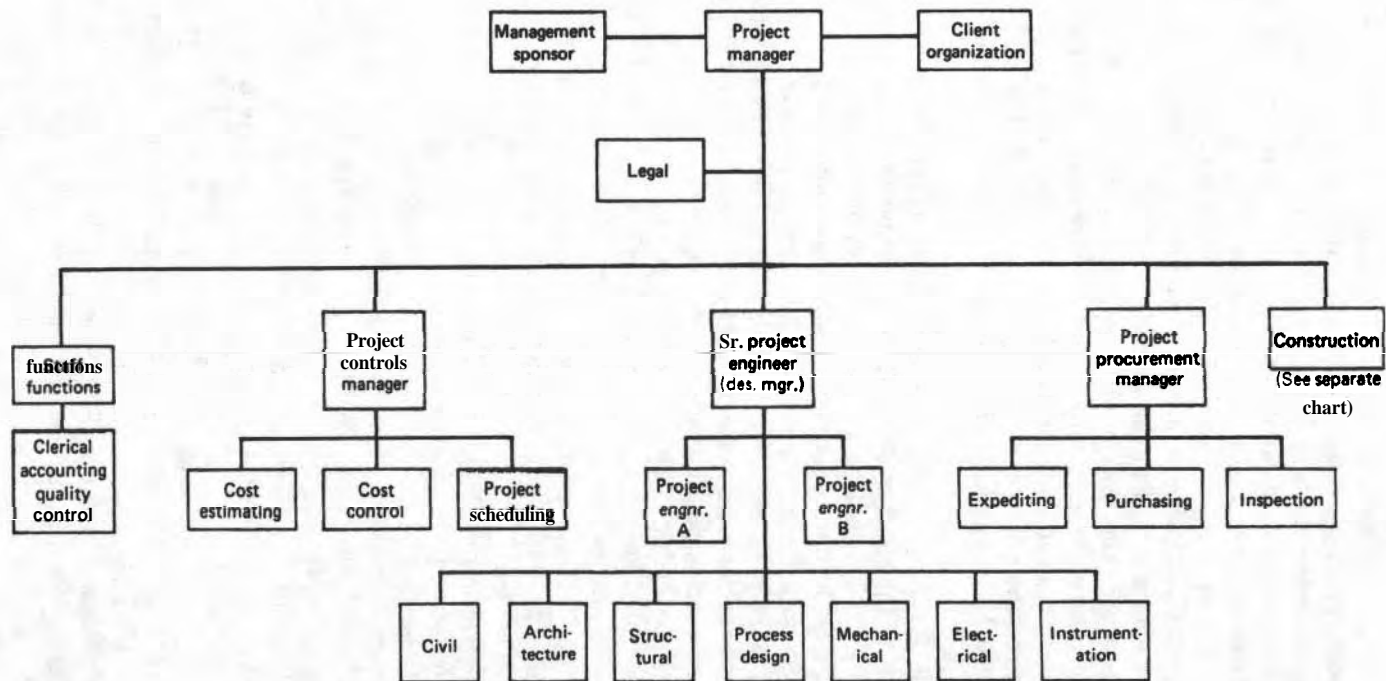 Management
sponsor
Project
manager
Client
organization
Legal
functions
functions
Project
controls
manager
Sr. project
engineer
(des. mgr.)
Project
procurement
manager
Construction
(See separate
chart)
Clerical
accounting
quality
control
Cost
estimating
Cost
control
Project
scheduling
Project
engnr.
A
Project
engnr.
B
Expediting
Purchasing
Inspection
Civil
Archi-
tecture
Struc-
tural
Process
design
Mechan-
ical
Elect-
rical
Instrument-
ation